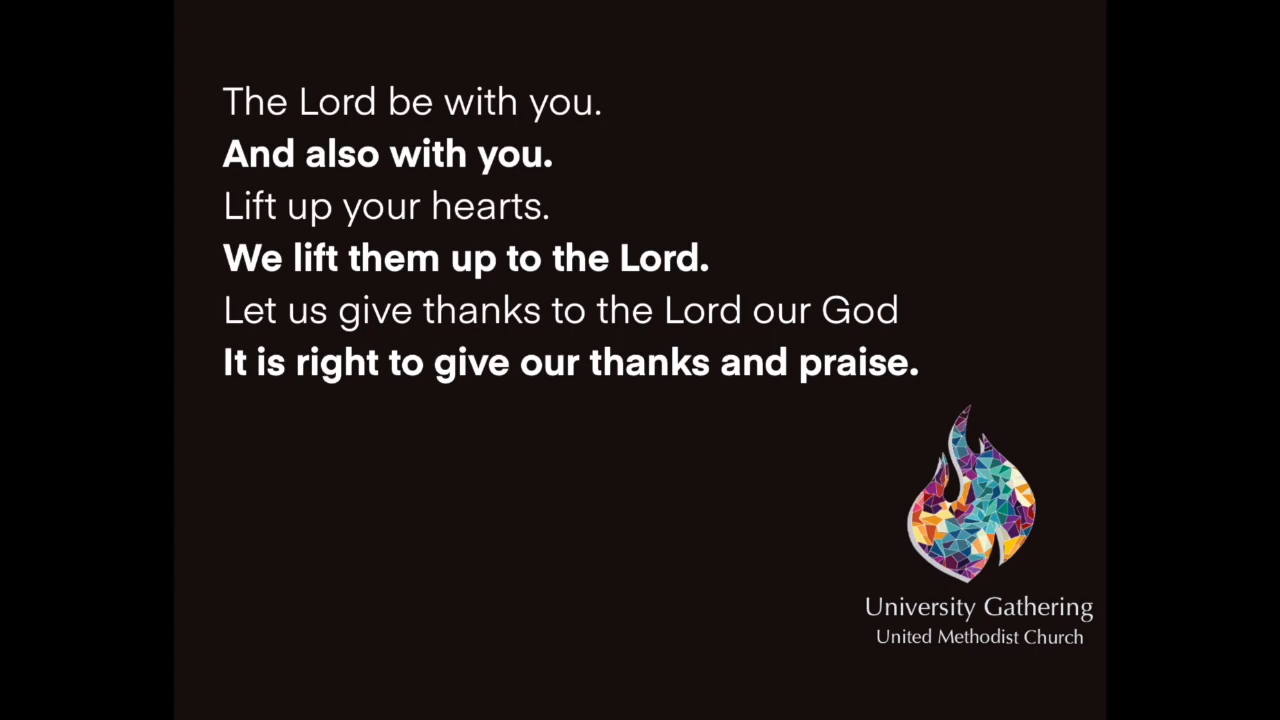 The Lord be with you.
And also with you.
Lift up your hearts.
We lift them up to the Lord.
Let us give thanks to the Lord our God
It is right to give our thanks and praise.
University Gathering
United Methodist Church